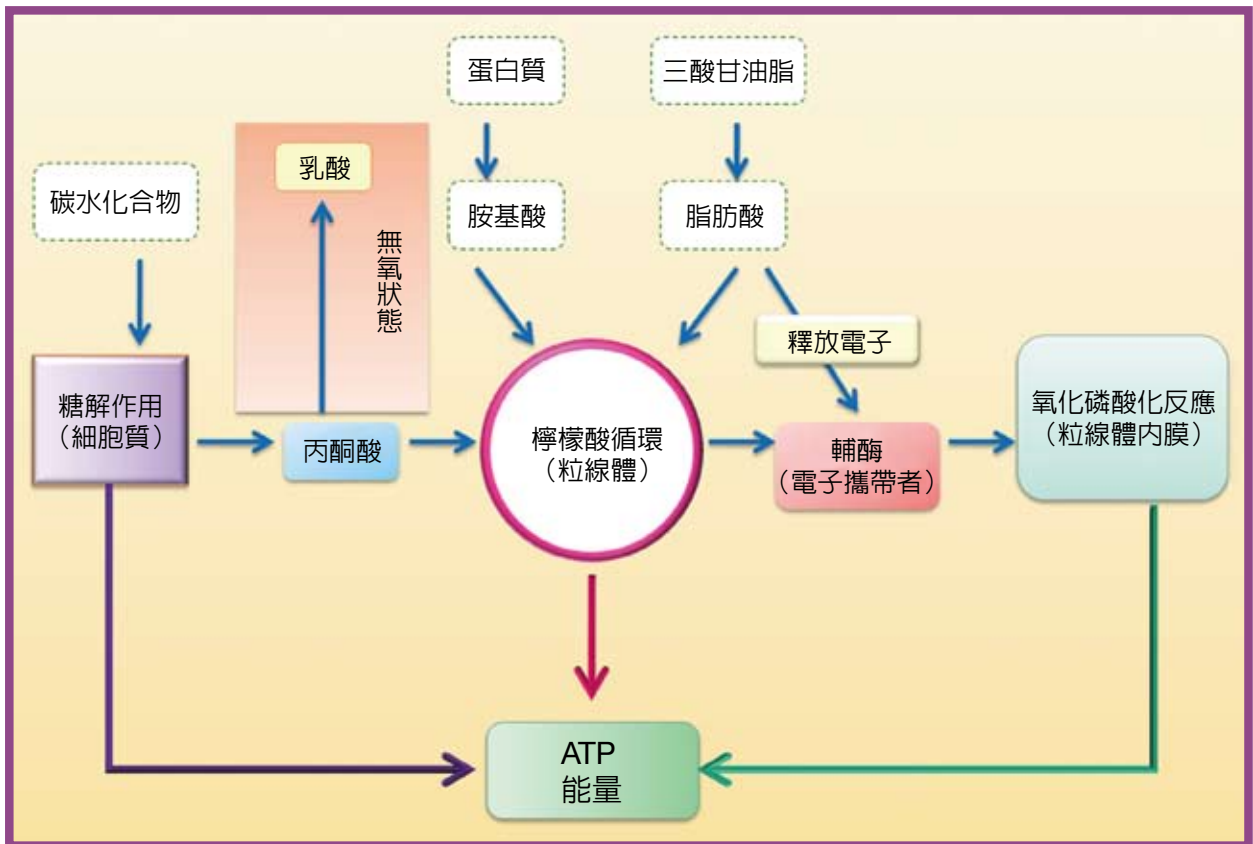 蛋白質
三酸甘油脂
乳酸
碳水化合物
胺基酸
脂肪酸
無氧狀態
釋放電子
糖解作用
（細胞質）
丙酮酸
檸檬酸循環
（粒線體）
輔酶
（電子攜帶者）
氧化磷酸化反應
（粒線體內膜）
ATP
能量